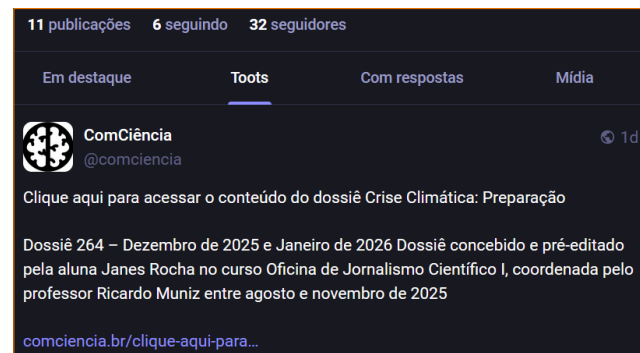 11 publicações 6 seguindo 32 seguidores
Em destaque Toots Com respostas Mídia
ComCiência 1d
@comciencia
Clique aqui para acessar o conteúdo do dossiê Crise Climática: Preparação
Dossiê 264 – Dezembro de 2025 e Janeiro de 2026 Dossiê concebido e pré-editado
pela aluna Janes Rocha no curso Oficina de Jornalismo Científico I, coordenada pelo
professor Ricardo Muniz entre agosto e novembro de 2025
comciencia.br/clique-aqui-para…